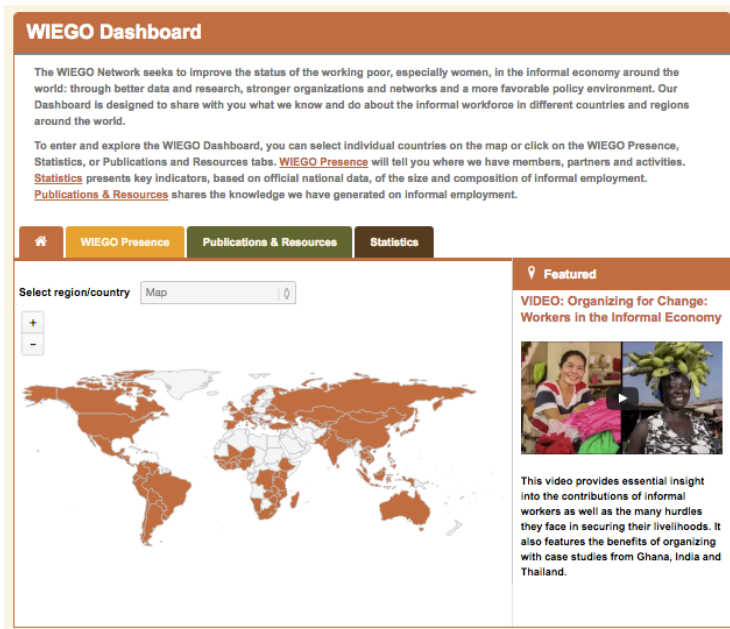 WIEGO Dashboard
The WIEGO Network seeks to improve the status of the working poor, especially women, in the informal economy around the
world: through better data and research, stronger organizations and networks and a more favorable policy environment. Our
Dashboard is designed to share with you what we know and do about the informal workforce in different countries and regions
around the world.
To enter and explore the WIEGO Dashboard, you can select individual countries on the map or click on the WIEGO Presence,
Statistics, or Publications and Resources tabs. WIEGO Presence will tell you where we have members, partners and activities.
Statistics presents key indicators, based on official national data, of the size and composition of informal employment.
Publications & Resources shares the knowledge we have generated on informal employment.
WIEGO Presence
Publications & Resources
Statistics
Select region/country
Map
+
-
Featured
VIDEO: Organizing for Change:
Workers in the Informal Economy
This video provides essential insight
into the contributions of informal
workers as well as the many hurdles
they face in securing their livelihoods. It
also features the benefits of organizing
with case studies from Ghana, India and
Thailand.